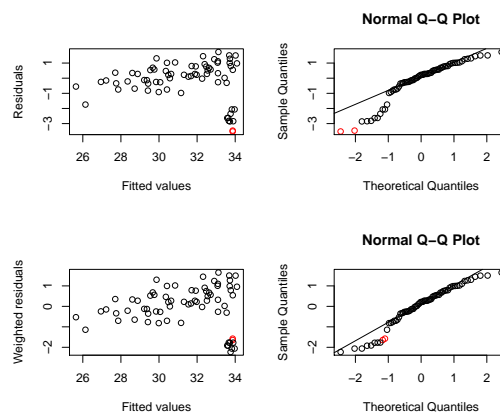 Normal Q−Q Plot
Residuals
1
−1
−3
26 28 30 32 34
Fitted values
Sample Quantiles
1
−1
−3
−2 −1 0 1 2
Theoretical Quantiles
Normal Q−Q Plot
Weighted residuals
1
0
−2
26 28 30 32 34
Fitted values
Sample Quantiles
1
0
−2
−2 −1 0 1 2
Theoretical Quantiles